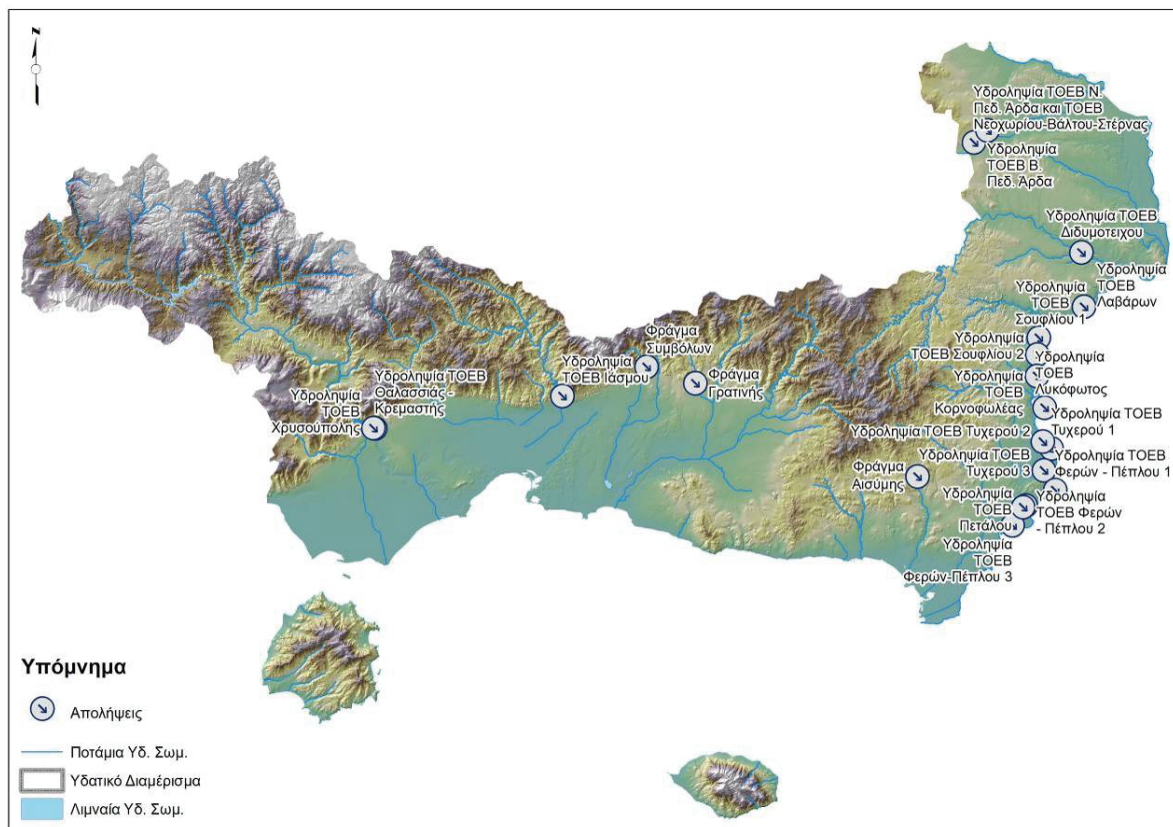 N
Υδροληψία ΤΟΕΒ Ν.
Πεδ. Άρδα και ΤΟΕΒ
Νεοχωρίου-Βάλτου-Στέρνας
Υδροληψία
ΤΟΕΒ Β.
Πεδ. Άρδα
Υδροληψία ΤΟΕΒ
Διδυμοτειχου
Υδροληψία
ΤΟΕΒ
Λαβάρων
Υδροληψία
ΤΟΕΒ
Σουφλίου 1
Υδροληψία
ΤΟΕΒ Σουφλίου 2
Υδροληψία
ΤΟΕΒ
Λυκόφωτος
Υδροληψία
ΤΟΕΒ
Κορνοφωλέας
Υδροληψία ΤΟΕΒ
Τυχερού 1
Υδροληψία ΤΟΕΒ Τυχερού 2
Υδροληψία ΤΟΕΒ
Τυχερού 3
Υδροληψία ΤΟΕΒ
Φερών - Πέπλου 1
Υδροληψία
ΤΟΕΒ Φερών
- Πέπλου 2
Υδροληψία
ΤΟΕΒ
Πετάλου
Υδροληψία
ΤΟΕΒ
Φερών-Πέπλου 3
Φράγμα
Αισύμης
Φράγμα
Συμβόλων
Φράγμα
Γρατινής
Υδροληψία
ΤΟΕΒ Ιάσμου
Υδροληψία ΤΟΕΒ
Θαλασσιάς -
Κρεμαστής
Υδροληψία
ΤΟΕΒ
Χρυσούπολης
Υπόμνημα
Απολήψεις
Ποτάμια Υδ. Σωμ.
Υδατικό Διαμέρισμα
Λιμναία Υδ. Σωμ.